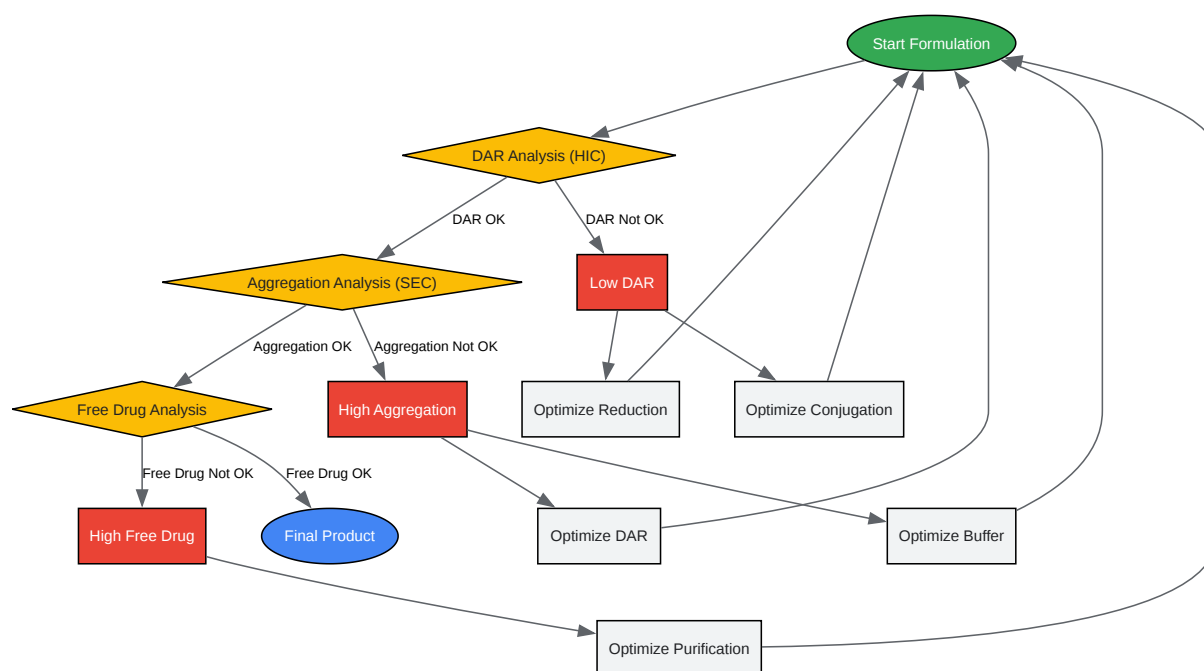 Start Formulation
DAR Analysis (HIC)
DAR OK
DAR Not OK
Aggregation Analysis (SEC)
Low DAR
Aggregation OK
Aggregation Not OK
Free Drug Analysis
High Aggregation
Optimize Reduction
Optimize Conjugation
Free Drug Not OK
Free Drug OK
High Free Drug
Final Product
Optimize DAR
Optimize Buffer
Optimize Purification